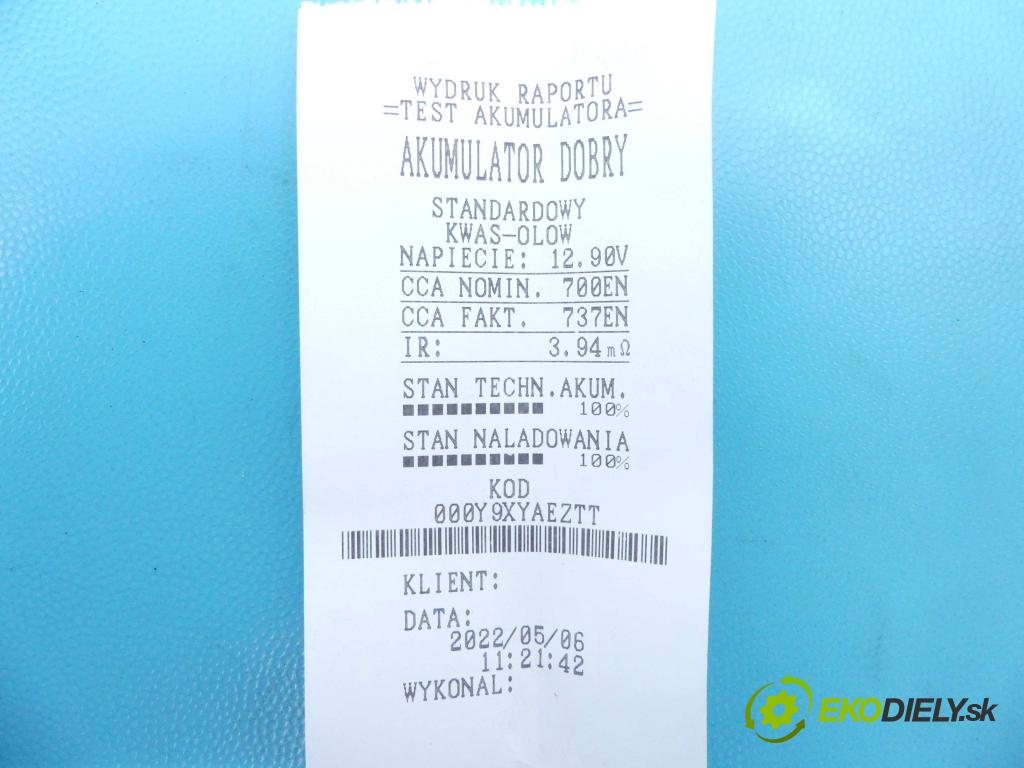 WYDRUK RAPORTU
=TEST AKUMULATORA=
AKUMULATOR DOBRY
STANDARDOWY
KWAS-OLOW
NAPIECIE: 12.90V
CCA NOMIN. 700EN
CCA FAKT. 737EN
IR: 3.94mΩ
STAN TECHN.AKUM.
100%
STAN NALADOWANIA
100%
KOD
000Y9XYAEZTT
KLIENT:
DATA:
2022/05/06
11:21:42
WYKONAL:
EKODIELY.sk